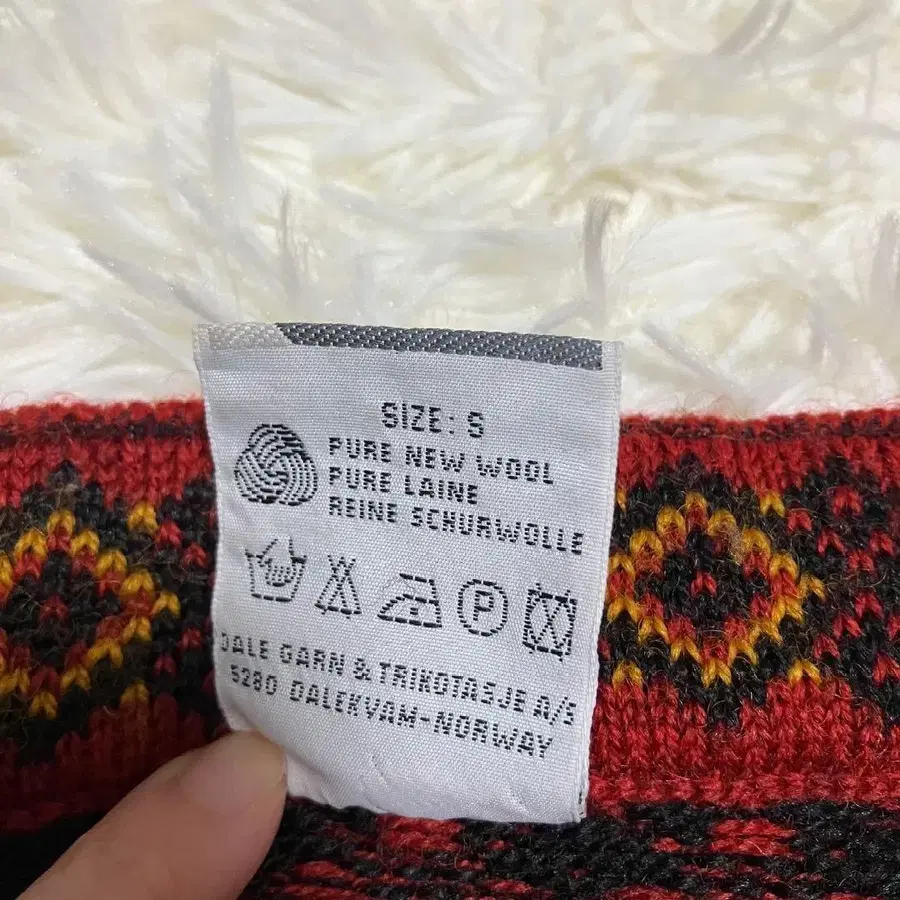 SIZE: S
PURE NEW WOOL
PURE LAINE
REINE SCHURWOLLE
P
DALE GARN & TRIKOTASJE A/S
5280 DALEKVAM-NORWAY